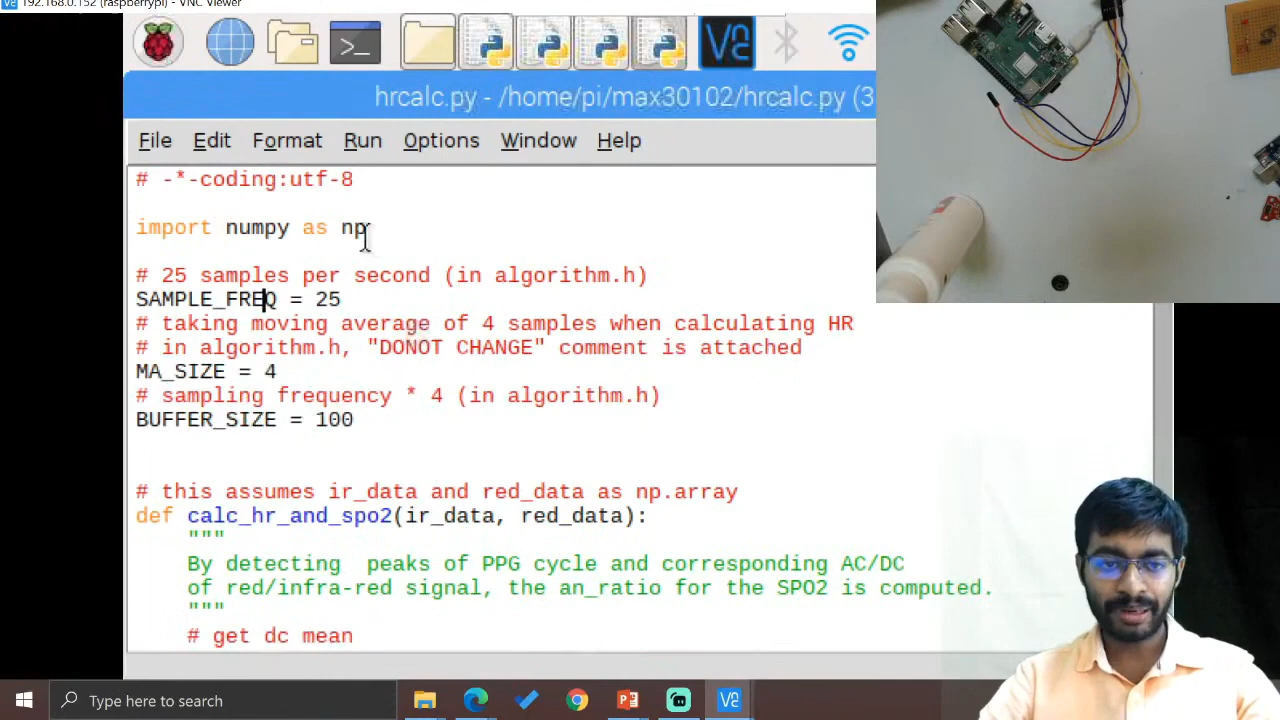 192.168.0.152 (raspberrypi) - VNC Viewer
hrcalc.py - /home/pi/max30102/hrcalc.py (3
File Edit Format Run Options Window Help
# -*-coding:utf-8
import numpy as np
# 25 samples per second (in algorithm.h)
SAMPLE_FREQ = 25
# taking moving average of 4 samples when calculating HR
# in algorithm.h, "DONOT CHANGE" comment is attached
MA_SIZE = 4
# sampling frequency * 4 (in algorithm.h)
BUFFER_SIZE = 100
# this assumes ir_data and red_data as np.array
def calc_hr_and_spo2(ir_data, red_data):
"""
By detecting  peaks of PPG cycle and corresponding AC/DC
of red/infra-red signal, the an_ratio for the SPO2 is computed.
"""
# get dc mean
Type here to search